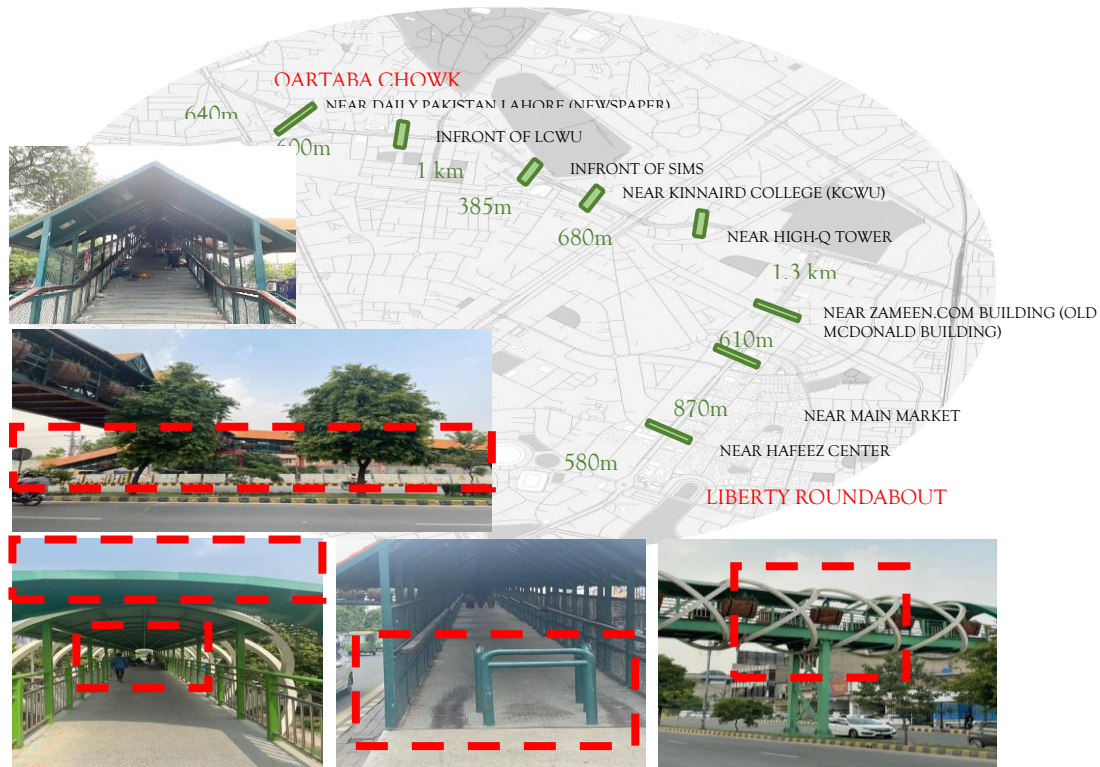 QARTABA CHOWK
NEAR DAILY PAKISTAN LAHORE (NEWSPAPER)
640m
600m
INFRONT OF LCWU
1 km
INFRONT OF SIMS
385m
NEAR KINNAIRD COLLEGE (KCWU)
680m
NEAR HIGH-Q TOWER
1.3 km
NEAR ZAMEEN.COM BUILDING (OLD
MCDONALD BUILDING)
610m
870m
NEAR MAIN MARKET
NEAR HAFEEZ CENTER
580m
LIBERTY ROUNDABOUT